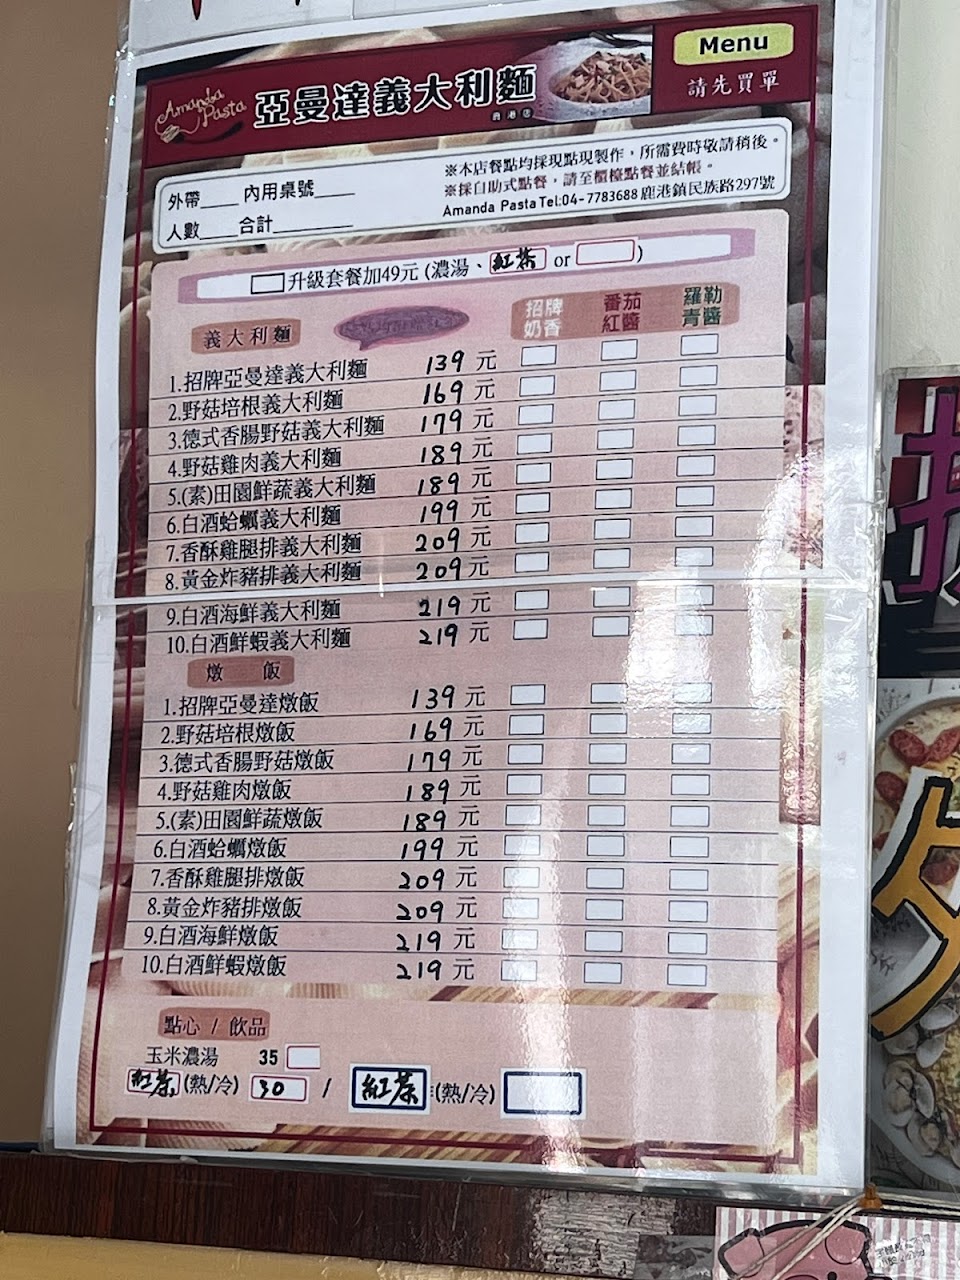 Amanda Pasta
亞曼達義大利麵
鹿港店
Menu
請先買單
外帶____ 內用桌號____
人數____合計________
※本店餐點均採現點現製作，所需費時敬請稍後。
※採自助式點餐，請至櫃檯點餐並結帳。
Amanda Pasta Tel:04-7783688 鹿港鎮民族路297號
升級套餐加49元 (濃湯、紅茶 or )
義大利麵 招牌奶香 番茄紅醬 羅勒青醬
1.招牌亞曼達義大利麵 139 元
2.野菇培根義大利麵 169 元
3.德式香腸野菇義大利麵 179 元
4.野菇雞肉義大利麵 189 元
5.(素)田園鮮蔬義大利麵 189 元
6.白酒蛤蠣義大利麵 199 元
7.香酥雞腿排義大利麵 209 元
8.黃金炸豬排義大利麵 209 元
9.白酒海鮮義大利麵 219 元
10.白酒鮮蝦義大利麵 219 元
燉 飯
1.招牌亞曼達燉飯 139 元
2.野菇培根燉飯 169 元
3.德式香腸野菇燉飯 179 元
4.野菇雞肉燉飯 189 元
5.(素)田園鮮蔬燉飯 189 元
6.白酒蛤蠣燉飯 199 元
7.香酥雞腿排燉飯 209 元
8.黃金炸豬排燉飯 209 元
9.白酒海鮮燉飯 219 元
10.白酒鮮蝦燉飯 219 元
點心 / 飲品
玉米濃湯 35
紅茶 (熱/冷) 30 / 紅茶 (熱/冷)